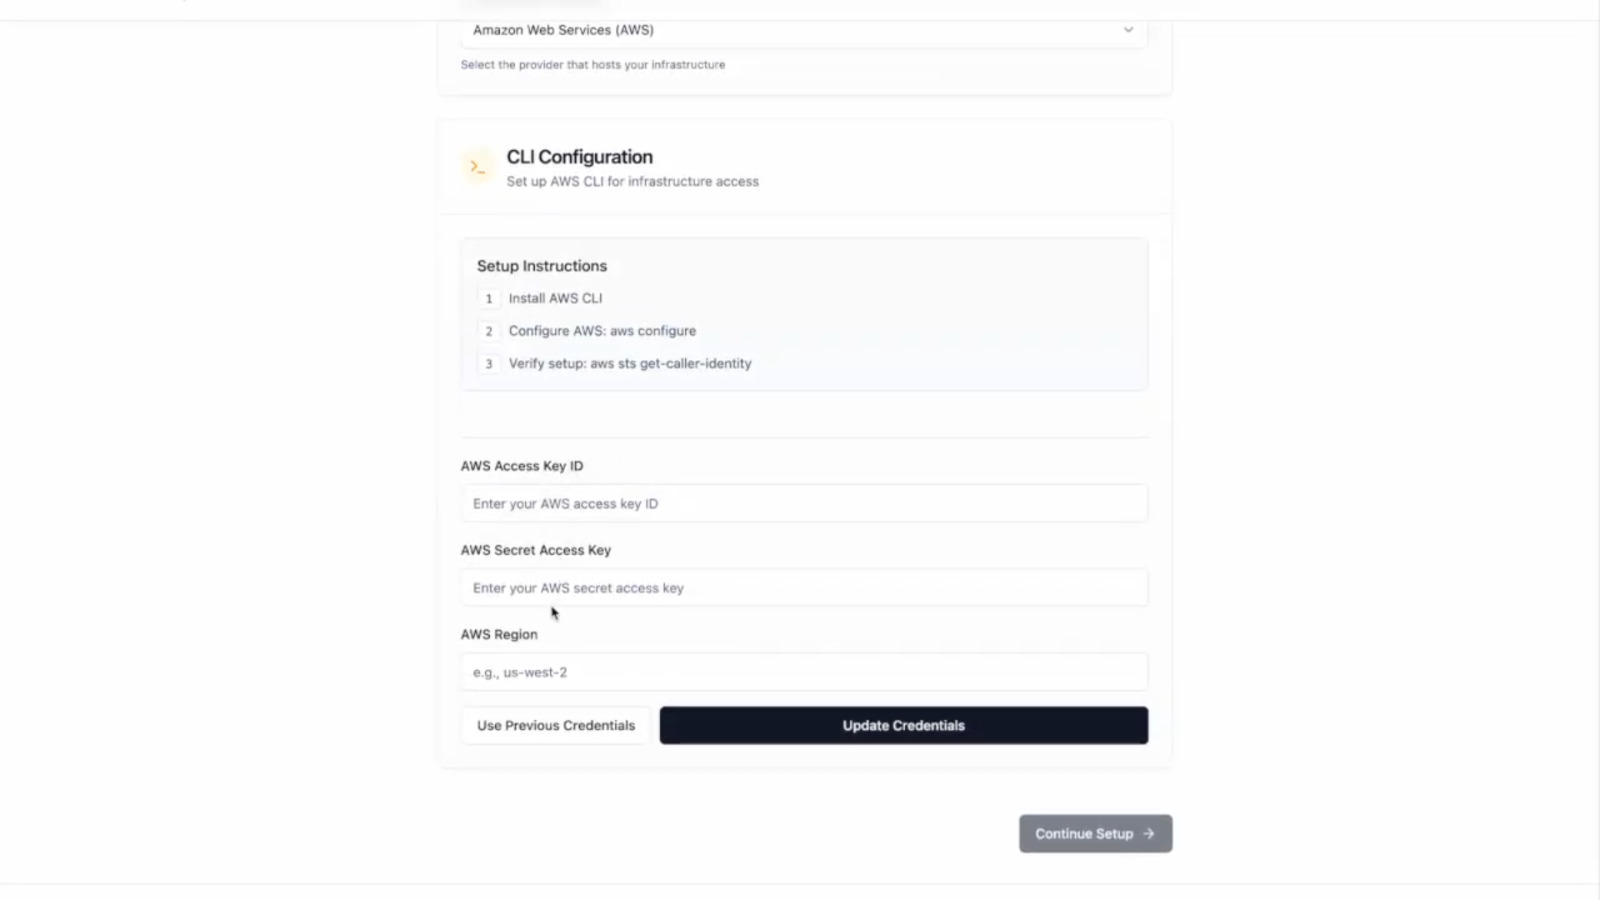 Amazon Web Services (AWS)
Select the provider that hosts your infrastructure
CLI Configuration
Set up AWS CLI for infrastructure access
Setup Instructions
1 Install AWS CLI
2 Configure AWS: aws configure
3 Verify setup: aws sts get-caller-identity
AWS Access Key ID
Enter your AWS access key ID
AWS Secret Access Key
Enter your AWS secret access key
AWS Region
e.g., us-west-2
Use Previous Credentials
Update Credentials
Continue Setup →